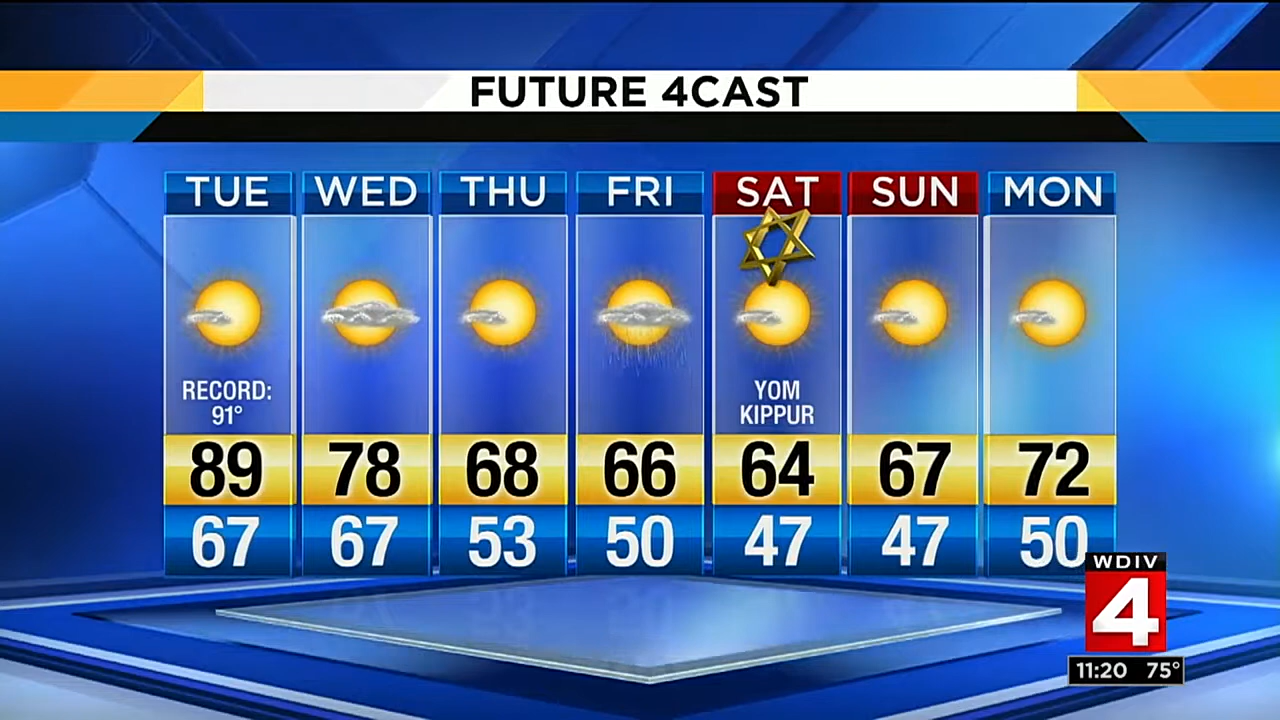 FUTURE 4CAST
TUE WED THU FRI SAT SUN MON
RECORD:
91°
YOM
KIPPUR
89 78 68 66 64 67 72
67 67 53 50 47 47 50
WDIV
4
11:20 75°